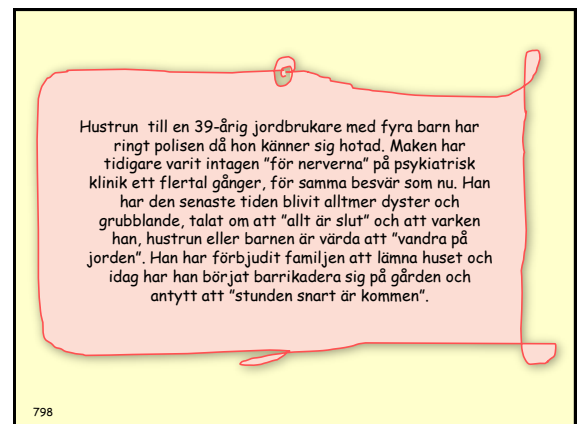 Hustrun  till en 39-årig jordbrukare med fyra barn har
ringt polisen då hon känner sig hotad. Maken har
tidigare varit intagen ”för nerverna” på psykiatrisk
klinik ett flertal gånger, för samma besvär som nu. Han
har den senaste tiden blivit alltmer dyster och
grubblande, talat om att ”allt är slut” och att varken
han, hustrun eller barnen är värda att ”vandra på
jorden”. Han har förbjudit familjen att lämna huset och
idag har han börjat barrikadera sig på gården och
antytt att ”stunden snart är kommen”.
798